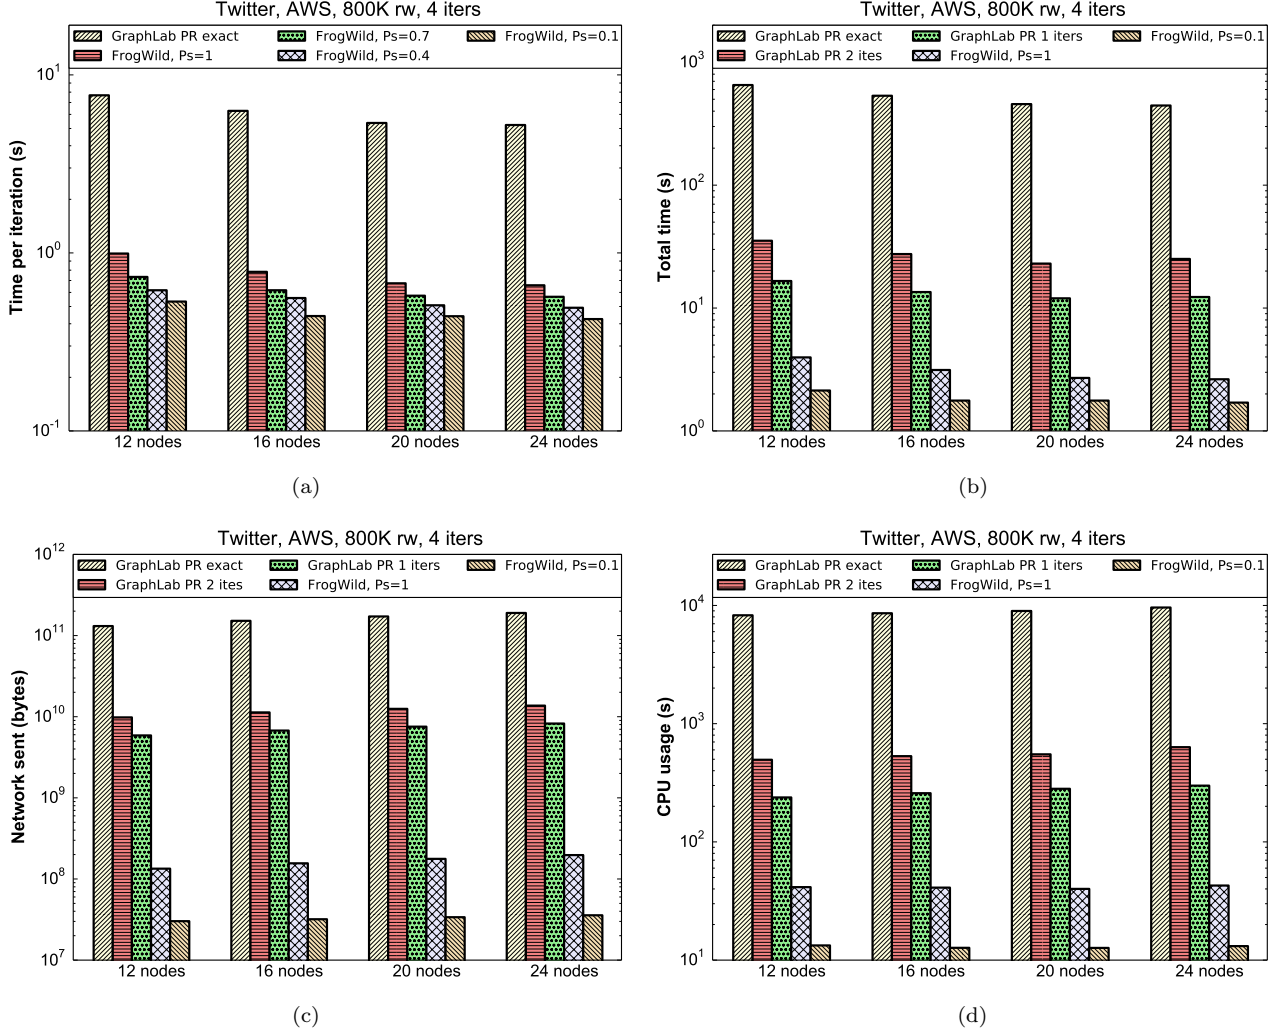 Twitter, AWS, 800K rw, 4 iters
GraphLab PR exact
FrogWild, Ps=1
FrogWild, Ps=0.7
FrogWild, Ps=0.4
FrogWild, Ps=0.1
Time per iteration (s)
10^1
10^0
10^-1
12 nodes
16 nodes
20 nodes
24 nodes
(a)
Twitter, AWS, 800K rw, 4 iters
GraphLab PR exact
GraphLab PR 2 ites
GraphLab PR 1 iters
FrogWild, Ps=1
FrogWild, Ps=0.1
Total time (s)
10^3
10^2
10^1
10^0
12 nodes
16 nodes
20 nodes
24 nodes
(b)
Twitter, AWS, 800K rw, 4 iters
GraphLab PR exact
GraphLab PR 2 ites
GraphLab PR 1 iters
FrogWild, Ps=1
FrogWild, Ps=0.1
Network sent (bytes)
10^12
10^11
10^10
10^9
10^8
10^7
12 nodes
16 nodes
20 nodes
24 nodes
(c)
Twitter, AWS, 800K rw, 4 iters
GraphLab PR exact
GraphLab PR 2 ites
GraphLab PR 1 iters
FrogWild, Ps=1
FrogWild, Ps=0.1
CPU usage (s)
10^4
10^3
10^2
10^1
12 nodes
16 nodes
20 nodes
24 nodes
(d)